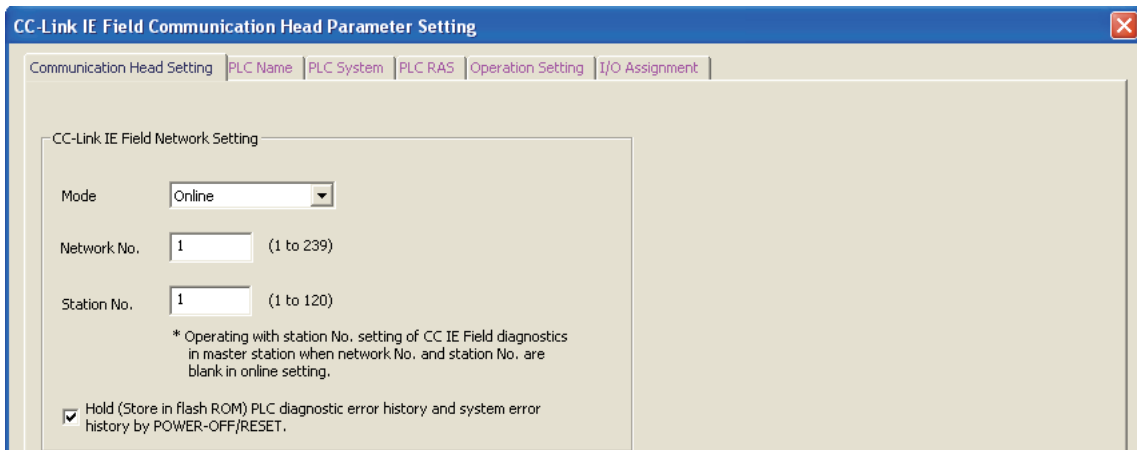 CC-Link IE Field Communication Head Parameter Setting
Communication Head Setting PLC Name PLC System PLC RAS Operation Setting I/O Assignment
CC-Link IE Field Network Setting
Mode Online
Network No. 1 (1 to 239)
Station No. 1 (1 to 120)
* Operating with station No. setting of CC IE Field diagnostics
in master station when network No. and station No. are
blank in online setting.
Hold (Store in flash ROM) PLC diagnostic error history and system error
history by POWER-OFF/RESET.